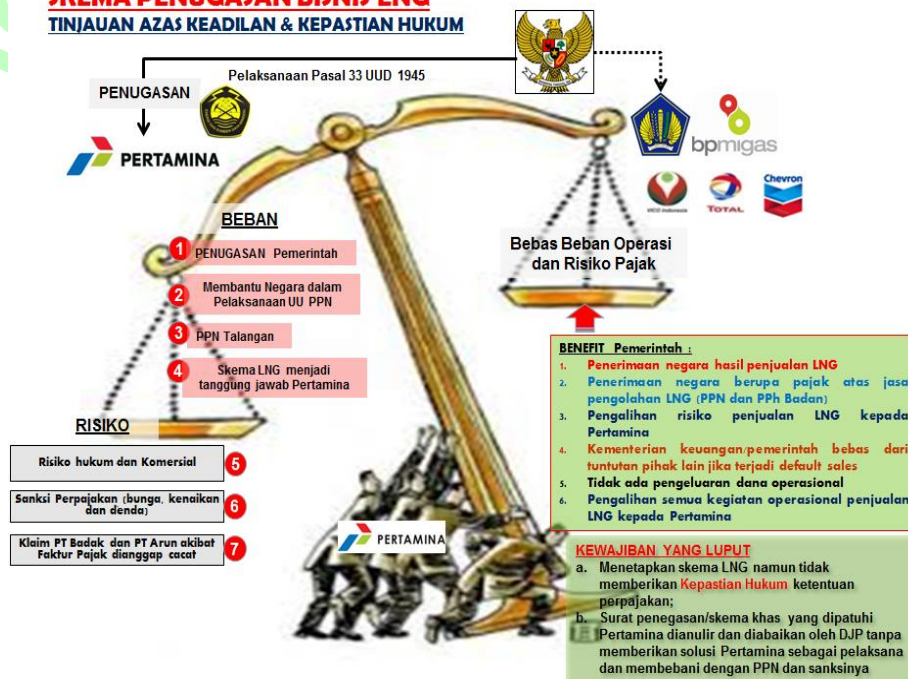 SKEMA PENUGASAN BISNIS LNG
TINJAUAN AZAS KEADILAN & KEPASTIAN HUKUM
Pelaksanaan Pasal 33 UUD 1945
PENUGASAN
PERTAMINA
bpmigas
VICO Indonesia
TOTAL
Chevron
BEBAN
1 PENUGASAN Pemerintah
2 Membantu Negara dalam
Pelaksanaan UU PPN
3 PPN Talangan
4 Skema LNG menjadi
tanggung jawab Pertamina
Bebas Beban Operasi
dan Risiko Pajak
RISIKO
Risiko hukum dan Komersial 5
Sanksi Perpajakan (bunga, kenaikan
dan denda) 6
Klaim PT Badak dan PT Arun akibat
Faktur Pajak dianggap cacat 7
PERTAMINA
BENEFIT Pemerintah :
1. Penerimaan negara hasil penjualan LNG
2. Penerimaan negara berupa pajak atas jasa
pengolahan LNG (PPN dan PPh Badan)
3. Pengalihan risiko penjualan LNG kepada
Pertamina
4. Kementerian keuangan/pemerintah bebas dari
tuntutan pihak lain jika terjadi default sales
5. Tidak ada pengeluaran dana operasional
6. Pengalihan semua kegiatan operasional penjualan
LNG kepada Pertamina
KEWAJIBAN YANG LUPUT
a. Menetapkan skema LNG namun tidak
memberikan Kepastian Hukum ketentuan
perpajakan;
b. Surat penegasan/skema khas yang dipatuhi
Pertamina dianulir dan diabaikan oleh DJP tanpa
memberikan solusi Pertamina sebagai pelaksana
dan membebani dengan PPN dan sanksinya